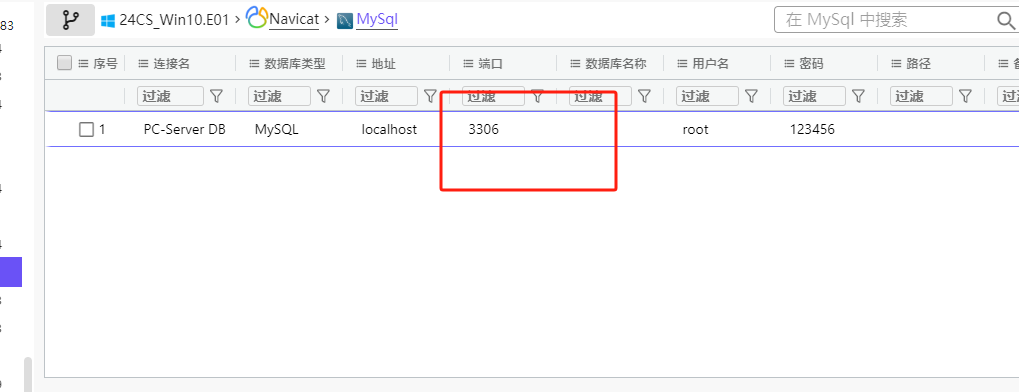 83
24CS_Win10.E01 › Navicat › MySql
在 MySql 中搜索
序号 连接名 数据库类型 地址 端口 数据库名称 用户名 密码 路径
过滤 过滤 过滤 过滤 过滤 过滤 过滤 过滤
1 PC-Server DB MySQL localhost 3306 root 123456